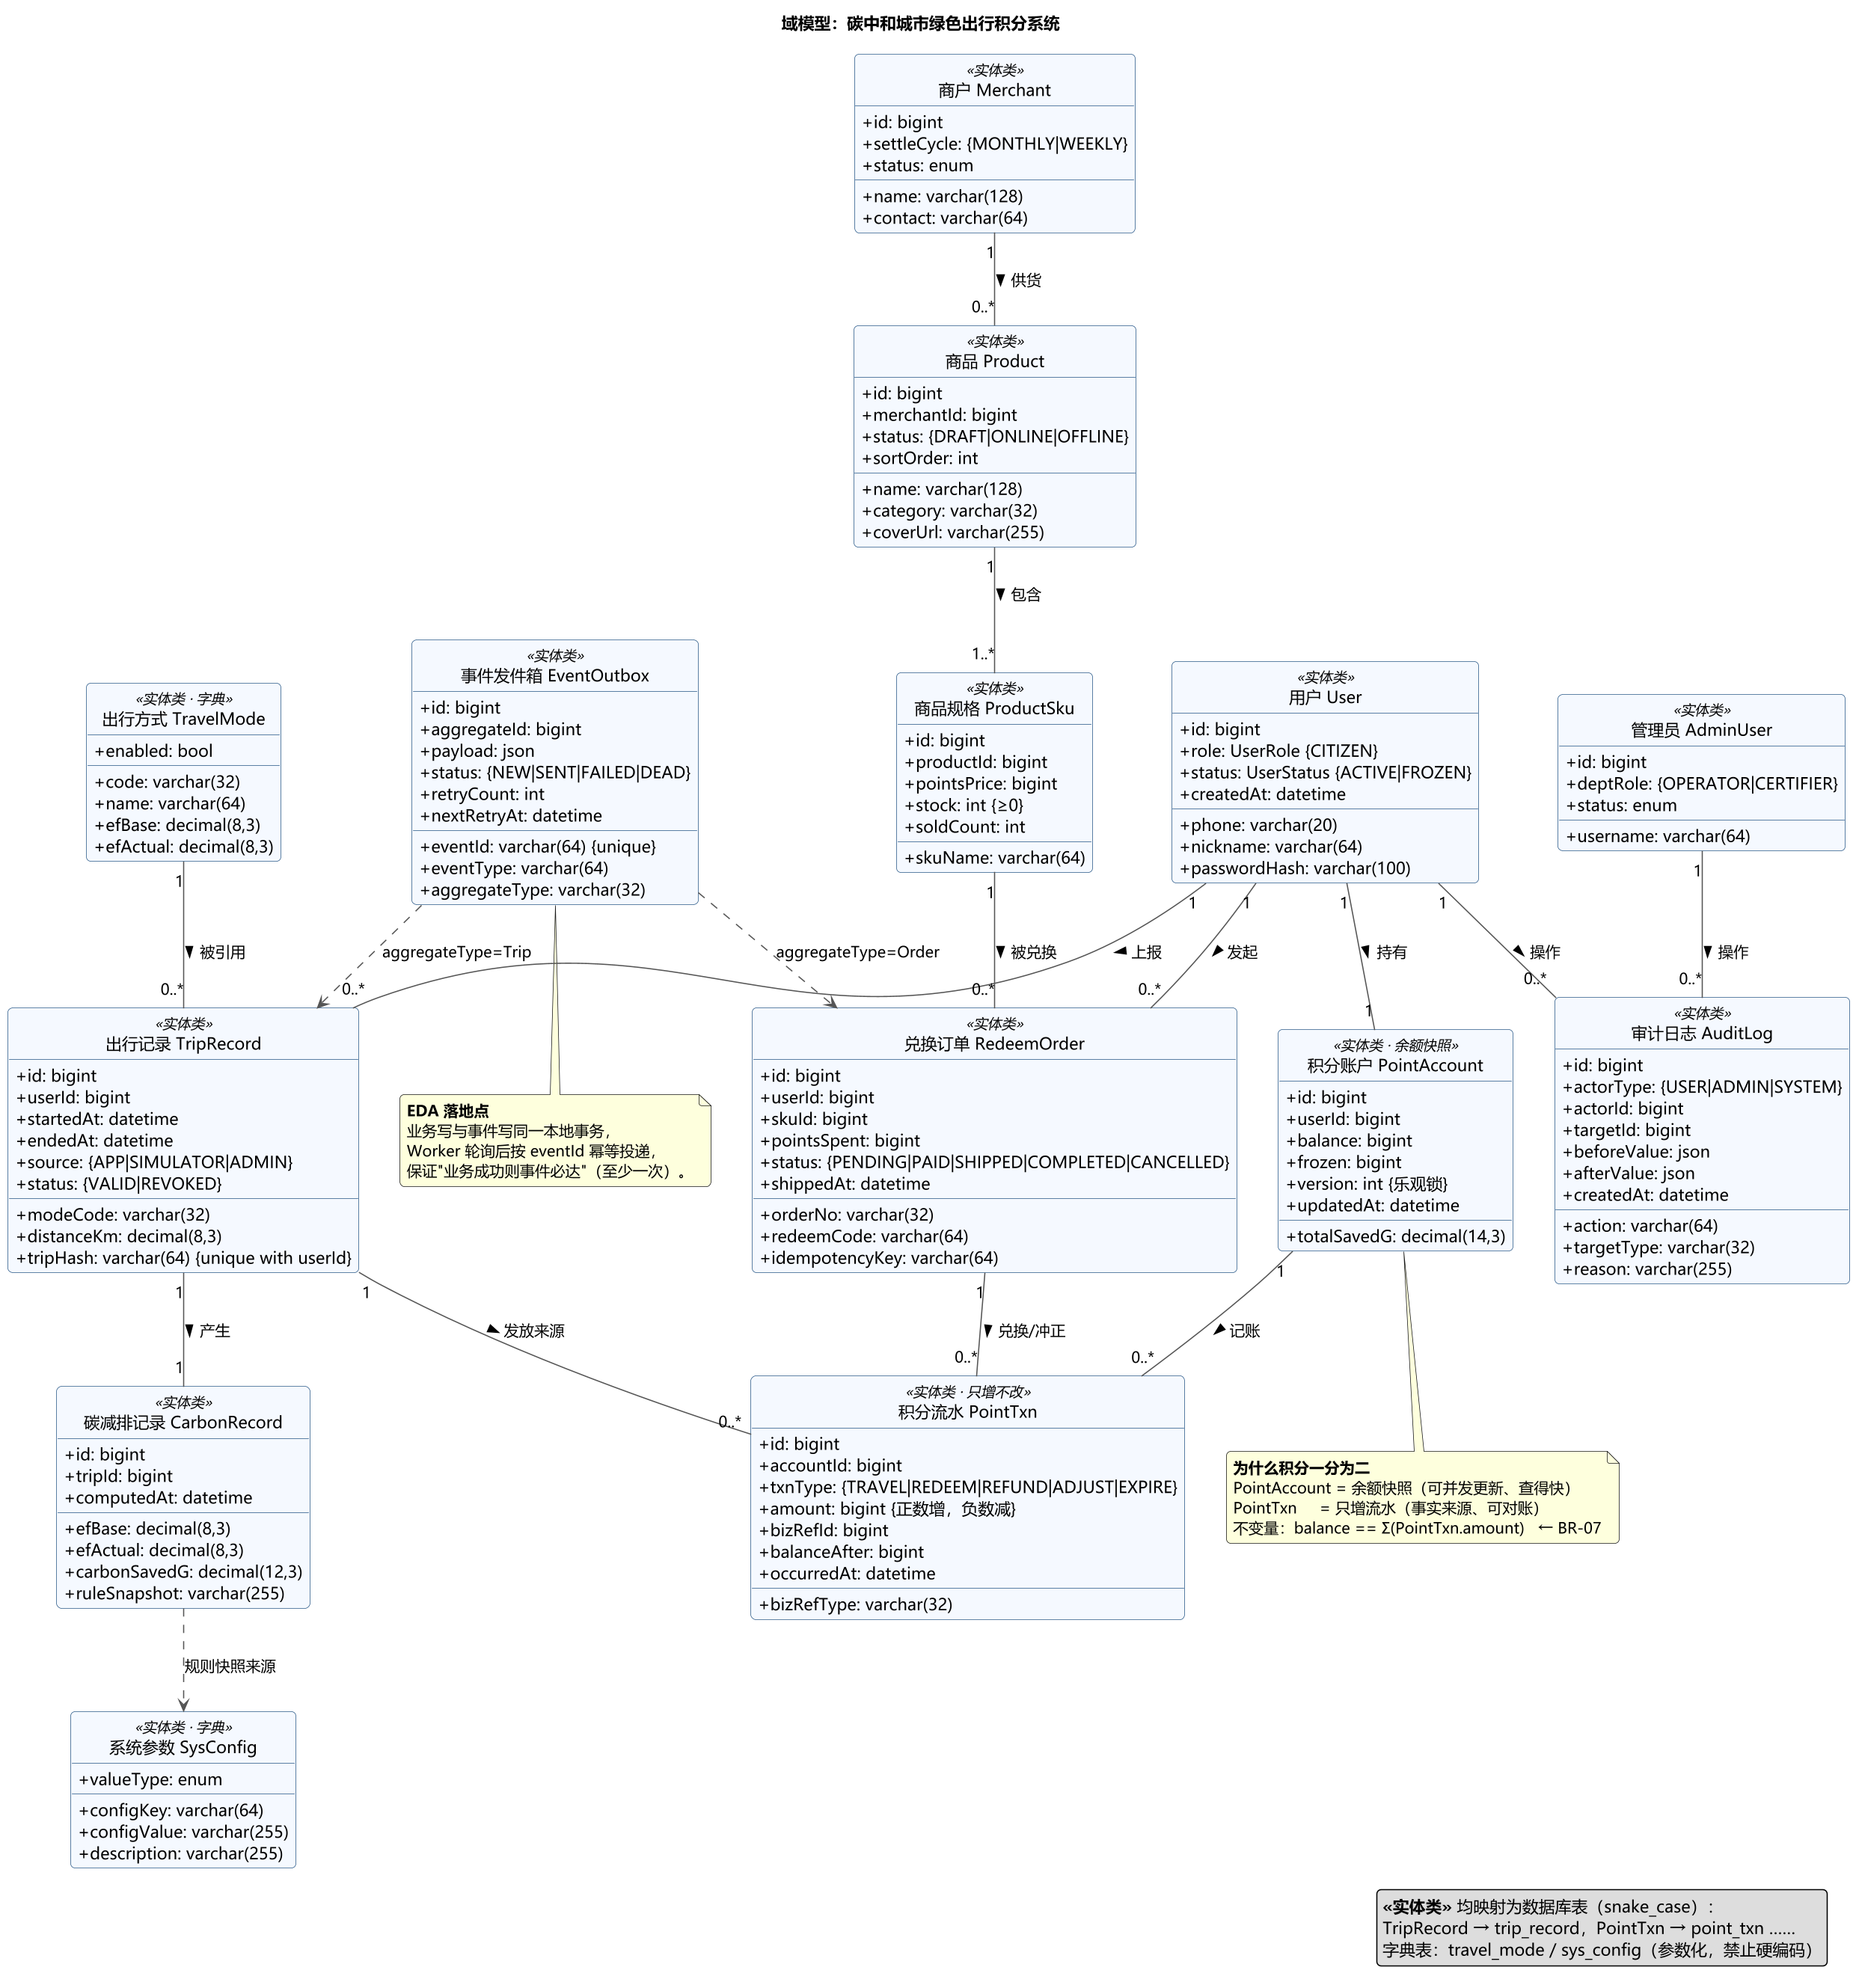 域模型：碳中和城市绿色出行积分系统
«实体类»
商户 Merchant
+id: bigint
+settleCycle: {MONTHLY|WEEKLY}
+status: enum
+name: varchar(128)
+contact: varchar(64)
1
供货
0..*
«实体类»
商品 Product
+id: bigint
+merchantId: bigint
+status: {DRAFT|ONLINE|OFFLINE}
+sortOrder: int
+name: varchar(128)
+category: varchar(32)
+coverUrl: varchar(255)
1
包含
1..*
«实体类 · 字典»
出行方式 TravelMode
+enabled: bool
+code: varchar(32)
+name: varchar(64)
+efBase: decimal(8,3)
+efActual: decimal(8,3)
«实体类»
事件发件箱 EventOutbox
+id: bigint
+aggregateId: bigint
+payload: json
+status: {NEW|SENT|FAILED|DEAD}
+retryCount: int
+nextRetryAt: datetime
+eventId: varchar(64) {unique}
+eventType: varchar(64)
+aggregateType: varchar(32)
«实体类»
商品规格 ProductSku
+id: bigint
+productId: bigint
+pointsPrice: bigint
+stock: int {≥0}
+soldCount: int
+skuName: varchar(64)
«实体类»
用户 User
+id: bigint
+role: UserRole {CITIZEN}
+status: UserStatus {ACTIVE|FROZEN}
+createdAt: datetime
+phone: varchar(20)
+nickname: varchar(64)
+passwordHash: varchar(100)
«实体类»
管理员 AdminUser
+id: bigint
+deptRole: {OPERATOR|CERTIFIER}
+status: enum
+username: varchar(64)
1
被引用
0..*
aggregateType=Trip
aggregateType=Order
1
被兑换
0..*
1
上报
0..*
1
发起
0..*
1
持有
1
1
操作
0..*
1
操作
0..*
«实体类»
出行记录 TripRecord
+id: bigint
+userId: bigint
+startedAt: datetime
+endedAt: datetime
+source: {APP|SIMULATOR|ADMIN}
+status: {VALID|REVOKED}
+modeCode: varchar(32)
+distanceKm: decimal(8,3)
+tripHash: varchar(64) {unique with userId}
EDA 落地点
业务写与事件写同一本地事务，
Worker 轮询后按 eventId 幂等投递，
保证"业务成功则事件必达"（至少一次）。
«实体类»
兑换订单 RedeemOrder
+id: bigint
+userId: bigint
+skuId: bigint
+pointsSpent: bigint
+status: {PENDING|PAID|SHIPPED|COMPLETED|CANCELLED}
+shippedAt: datetime
+orderNo: varchar(32)
+redeemCode: varchar(64)
+idempotencyKey: varchar(64)
«实体类 · 余额快照»
积分账户 PointAccount
+id: bigint
+userId: bigint
+balance: bigint
+frozen: bigint
+version: int {乐观锁}
+updatedAt: datetime
+totalSavedG: decimal(14,3)
«实体类»
审计日志 AuditLog
+id: bigint
+actorType: {USER|ADMIN|SYSTEM}
+actorId: bigint
+targetId: bigint
+beforeValue: json
+afterValue: json
+createdAt: datetime
+action: varchar(64)
+targetType: varchar(32)
+reason: varchar(255)
1
产生
1
1
发放来源
0..*
1
兑换/冲正
0..*
1
记账
0..*
«实体类»
碳减排记录 CarbonRecord
+id: bigint
+tripId: bigint
+computedAt: datetime
+efBase: decimal(8,3)
+efActual: decimal(8,3)
+carbonSavedG: decimal(12,3)
+ruleSnapshot: varchar(255)
«实体类 · 只增不改»
积分流水 PointTxn
+id: bigint
+accountId: bigint
+txnType: {TRAVEL|REDEEM|REFUND|ADJUST|EXPIRE}
+amount: bigint {正数增，负数减}
+bizRefId: bigint
+balanceAfter: bigint
+occurredAt: datetime
+bizRefType: varchar(32)
为什么积分一分为二
PointAccount = 余额快照（可并发更新、查得快）
PointTxn = 只增流水（事实来源、可对账）
不变量：balance == Σ(PointTxn.amount) ← BR-07
规则快照来源
«实体类 · 字典»
系统参数 SysConfig
+valueType: enum
+configKey: varchar(64)
+configValue: varchar(255)
+description: varchar(255)
«实体类» 均映射为数据库表（snake_case）：
TripRecord → trip_record，PointTxn → point_txn ……
字典表：travel_mode / sys_config（参数化，禁止硬编码）